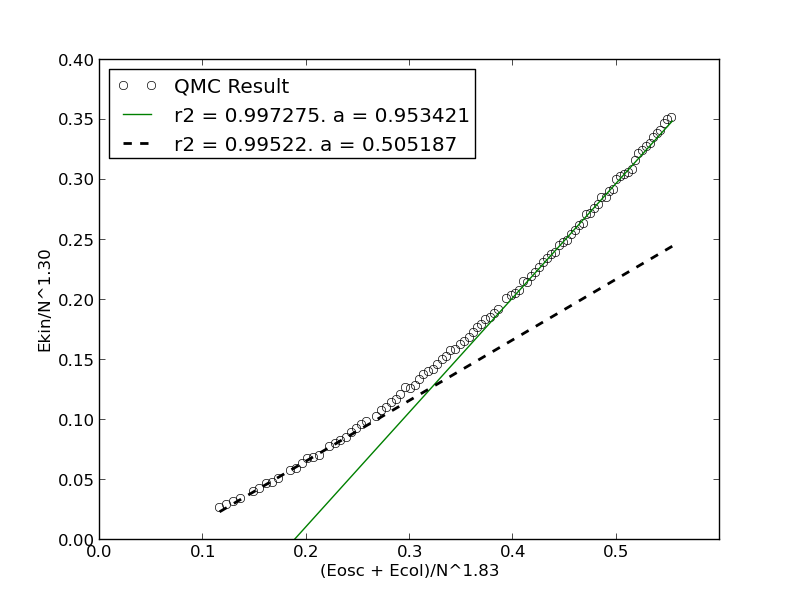 0.40
0.35
0.30
0.25
0.20
0.15
0.10
0.05
0.00
Ekin/N^1.30
QMC Result
r2 = 0.997275. a = 0.953421
r2 = 0.99522. a = 0.505187
0.0 0.1 0.2 0.3 0.4 0.5
(Eosc + Ecol)/N^1.83